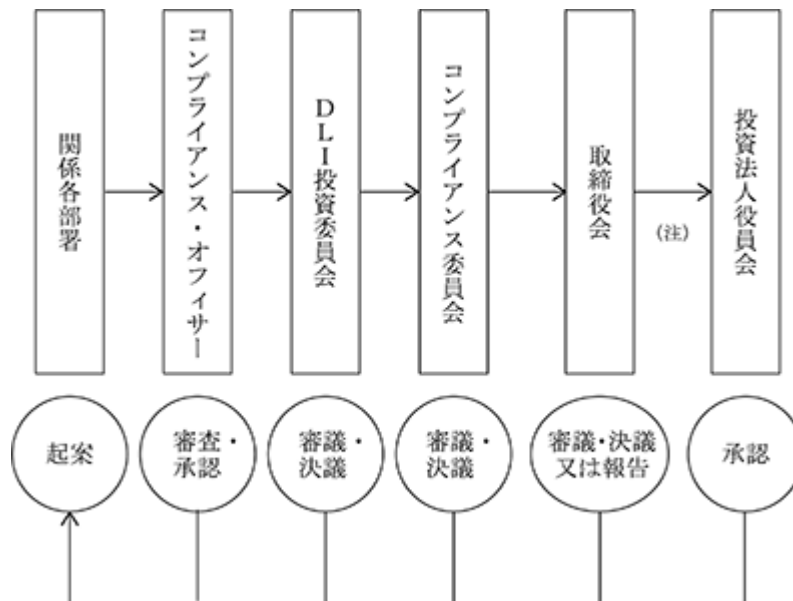 関係各部署
コンプライアンス・オフィサー
DLI投資委員会
コンプライアンス委員会
取締役会
(注)
投資法人役員会
起案
審査・
承認
審議・
決議
審議・
決議
審議・決議
又は報告
承認